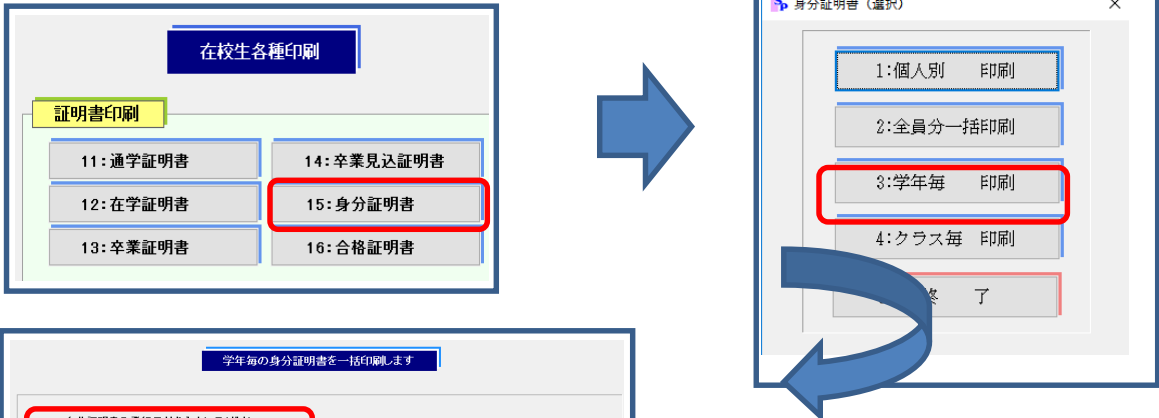 在校生各種印刷
証明書印刷
11:通学証明書
14:卒業見込証明書
12:在学証明書
15:身分証明書
13:卒業証明書
16:合格証明書
身分証明書（選択）
1:個人別　印刷
2:全員分一括印刷
3:学年毎　印刷
4:クラス毎　印刷
終　了
学年毎の身分証明書を一括印刷します